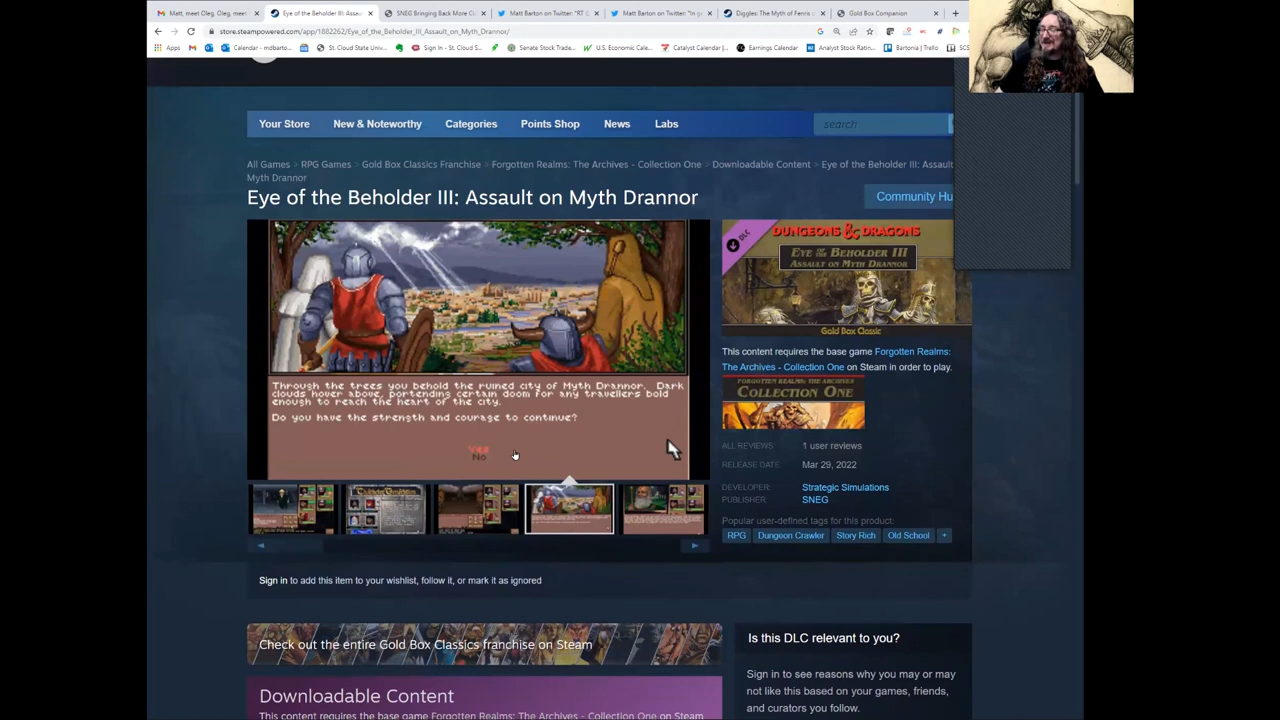 Matt, meet Oleg. Oleg, meet
Eye of the Beholder III: Assau
SNEG Bringing Back More Cl
Matt Barton on Twitter: "RT (
Matt Barton on Twitter: "In g
Diggles: The Myth of Fenris o
Gold Box Companion
store.steampowered.com/app/1882262/Eye_of_the_Beholder_III_Assault_on_Myth_Drannor/
Apps
M
Calendar - mdbarto...
St. Cloud State Univ...
Sign In - St. Cloud S...
Senate Stock Trade...
U.S. Economic Cale...
Catalyst Calendar |...
Earnings Calendar
Analyst Stock Ratin...
Bartonia | Trello
SCS
Your Store
New & Noteworthy
Categories
Points Shop
News
Labs
search
All Games > RPG Games > Gold Box Classics Franchise > Forgotten Realms: The Archives - Collection One > Downloadable Content > Eye of the Beholder III: Assault
Myth Drannor
Eye of the Beholder III: Assault on Myth Drannor
Community Hu
Through the trees you behold the ruined city of Myth Drannor. Dark
clouds hover above, portending certain doom for any travellers bold
enough to reach the heart of the city.
Do you have the strength and courage to continue?
YES
No
DLC
DUNGEONS & DRAGONS
EYE OF THE BEHOLDER III
ASSAULT ON MYTH DRANNOR
Gold Box Classic
This content requires the base game Forgotten Realms:
The Archives - Collection One on Steam in order to play.
FORGOTTEN REALMS: THE ARCHIVES
COLLECTION ONE
ALL REVIEWS: 1 user reviews
RELEASE DATE: Mar 29, 2022
DEVELOPER: Strategic Simulations
PUBLISHER: SNEG
Popular user-defined tags for this product:
RPG
Dungeon Crawler
Story Rich
Old School
+
Sign in to add this item to your wishlist, follow it, or mark it as ignored
Check out the entire Gold Box Classics franchise on Steam
Is this DLC relevant to you?
Sign in to see reasons why you may or may
not like this based on your games, friends,
and curators you follow.
Downloadable Content
This content requires the base game Forgotten Realms: The Archives - Collection One on Steam